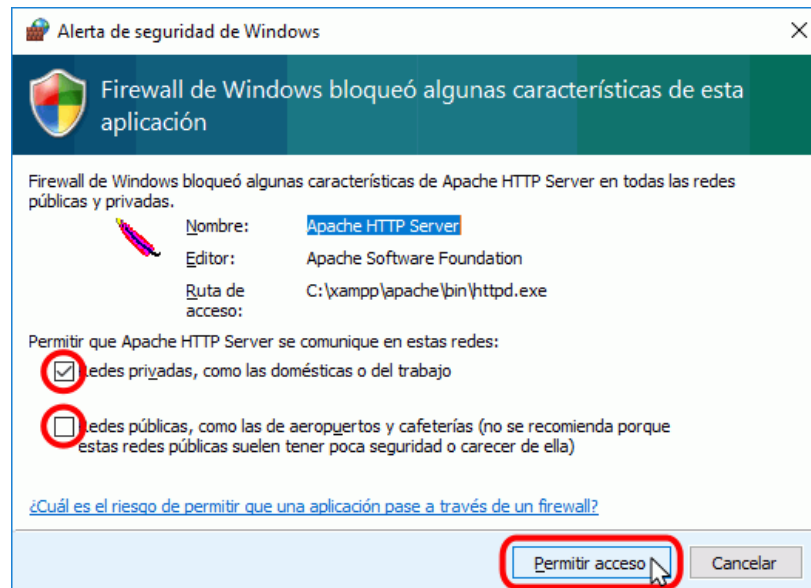 Alerta de seguridad de Windows
Firewall de Windows bloqueó algunas características de esta
aplicación
Firewall de Windows bloqueó algunas características de Apache HTTP Server en todas las redes
públicas y privadas.
Nombre: Apache HTTP Server
Editor: Apache Software Foundation
Ruta de acceso: C:\xampp\apache\bin\httpd.exe
Permitir que Apache HTTP Server se comunique en estas redes:
Redes privadas, como las domésticas o del trabajo
Redes públicas, como las de aeropuertos y cafeterías (no se recomienda porque
estas redes públicas suelen tener poca seguridad o carecer de ella)
¿Cuál es el riesgo de permitir que una aplicación pase a través de un firewall?
Permitir acceso Cancelar